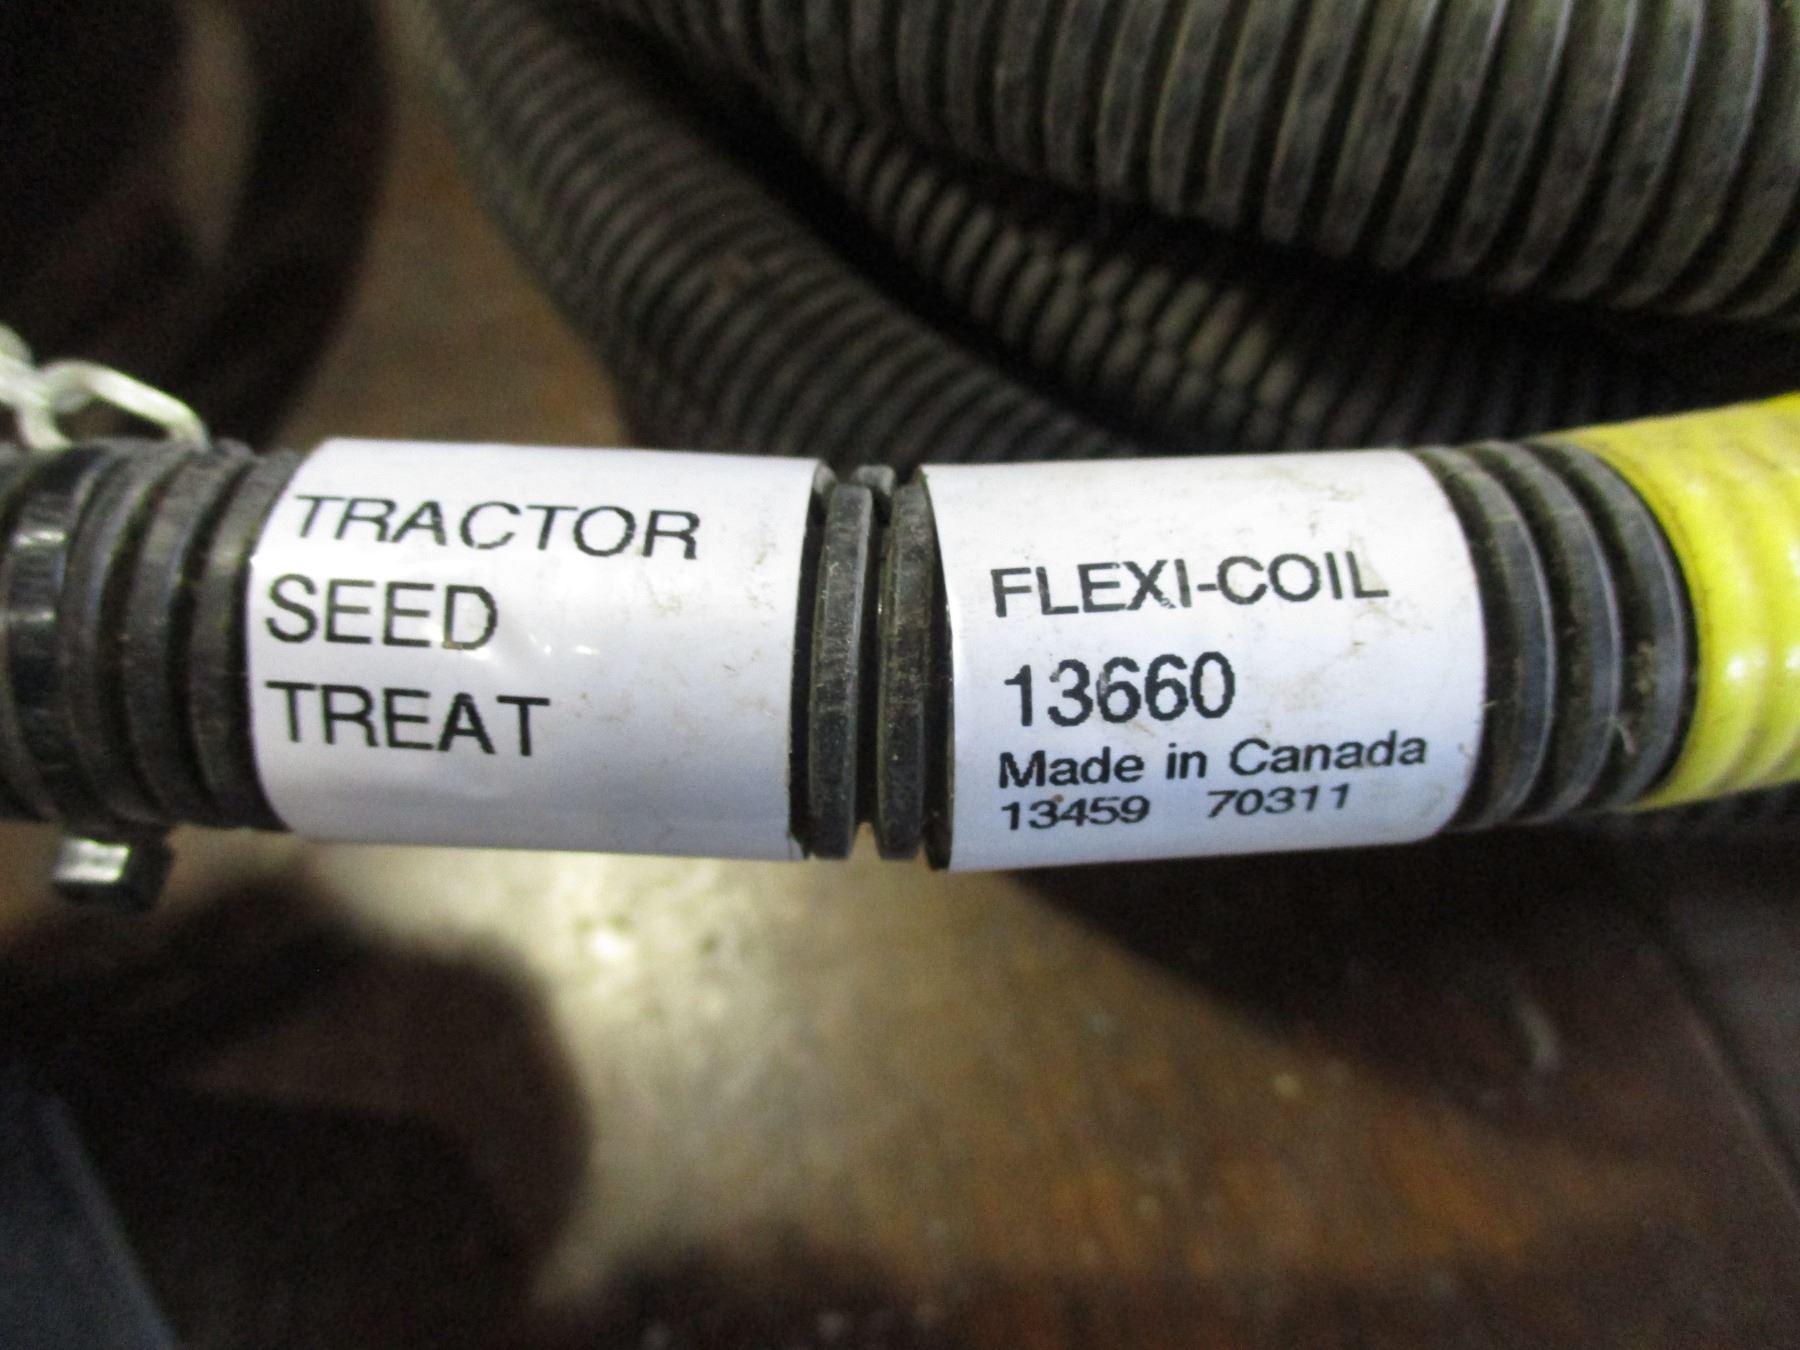 TRACTOR
SEED
TREAT
FLEXI-COIL
13660
Made in Canada
13459 70311